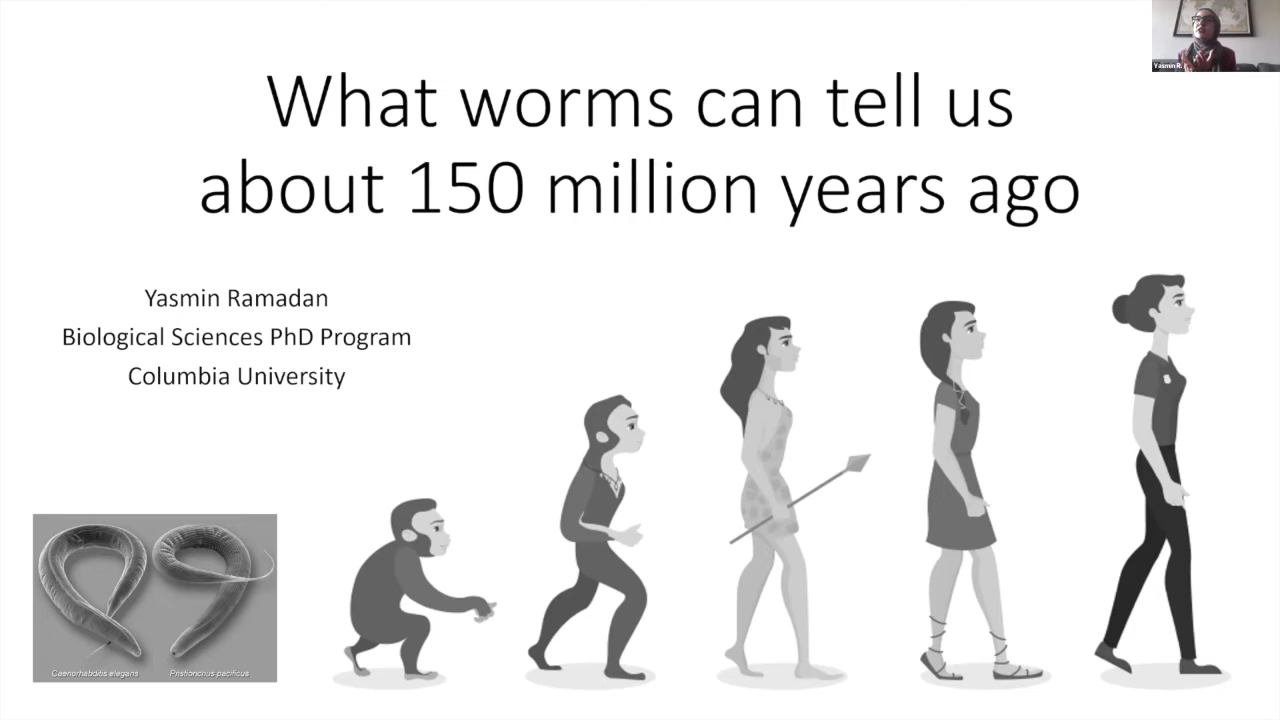 What worms can tell us
about 150 million years ago
Yasmin Ramadan
Biological Sciences PhD Program
Columbia University
Caenorhabditis elegans
Pristionchus pacificus
Yasmin R.